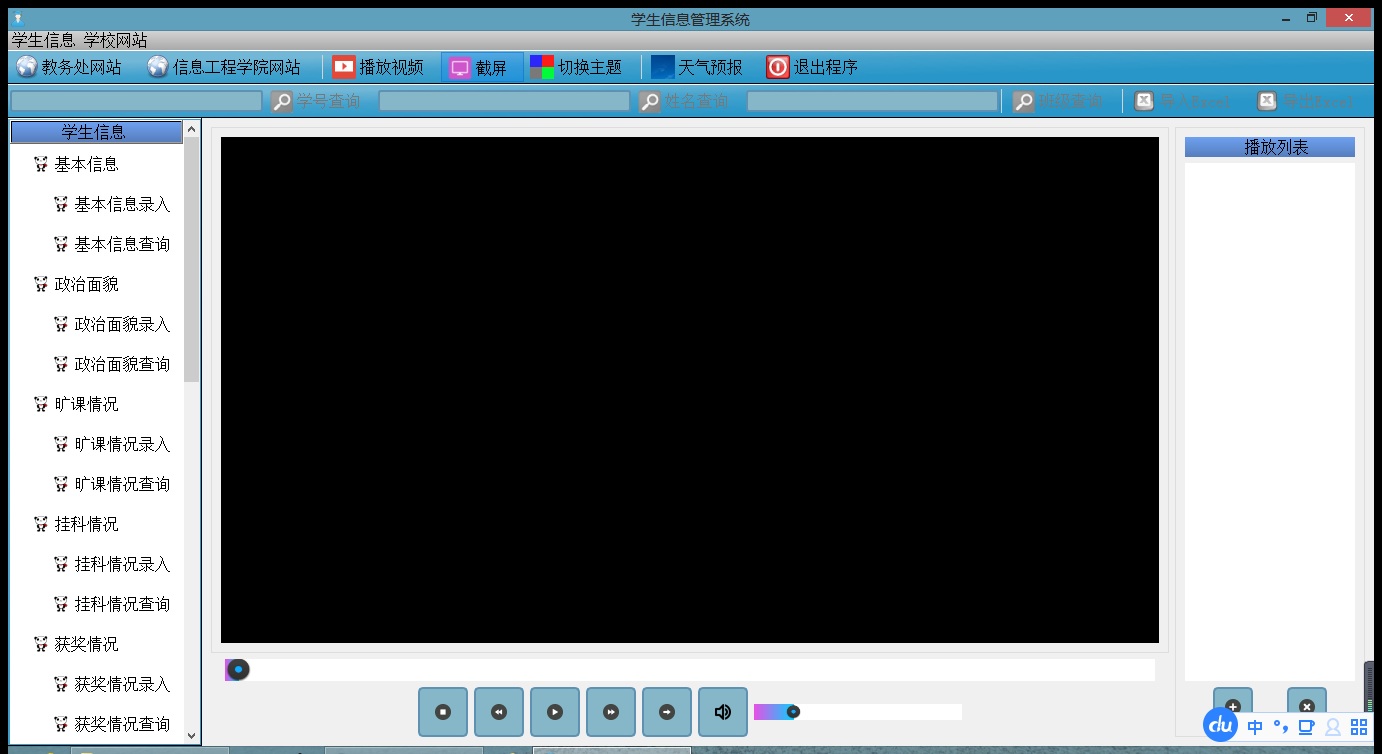 学生信息管理系统
学生信息 学校网站
教务处网站 信息工程学院网站 播放视频 截屏 切换主题 天气预报 退出程序
学号查询 姓名查询 班级查询 导入Excel 导出Excel
学生信息
基本信息
基本信息录入
基本信息查询
政治面貌
政治面貌录入
政治面貌查询
旷课情况
旷课情况录入
旷课情况查询
挂科情况
挂科情况录入
挂科情况查询
获奖情况
获奖情况录入
获奖情况查询
播放列表
du 中